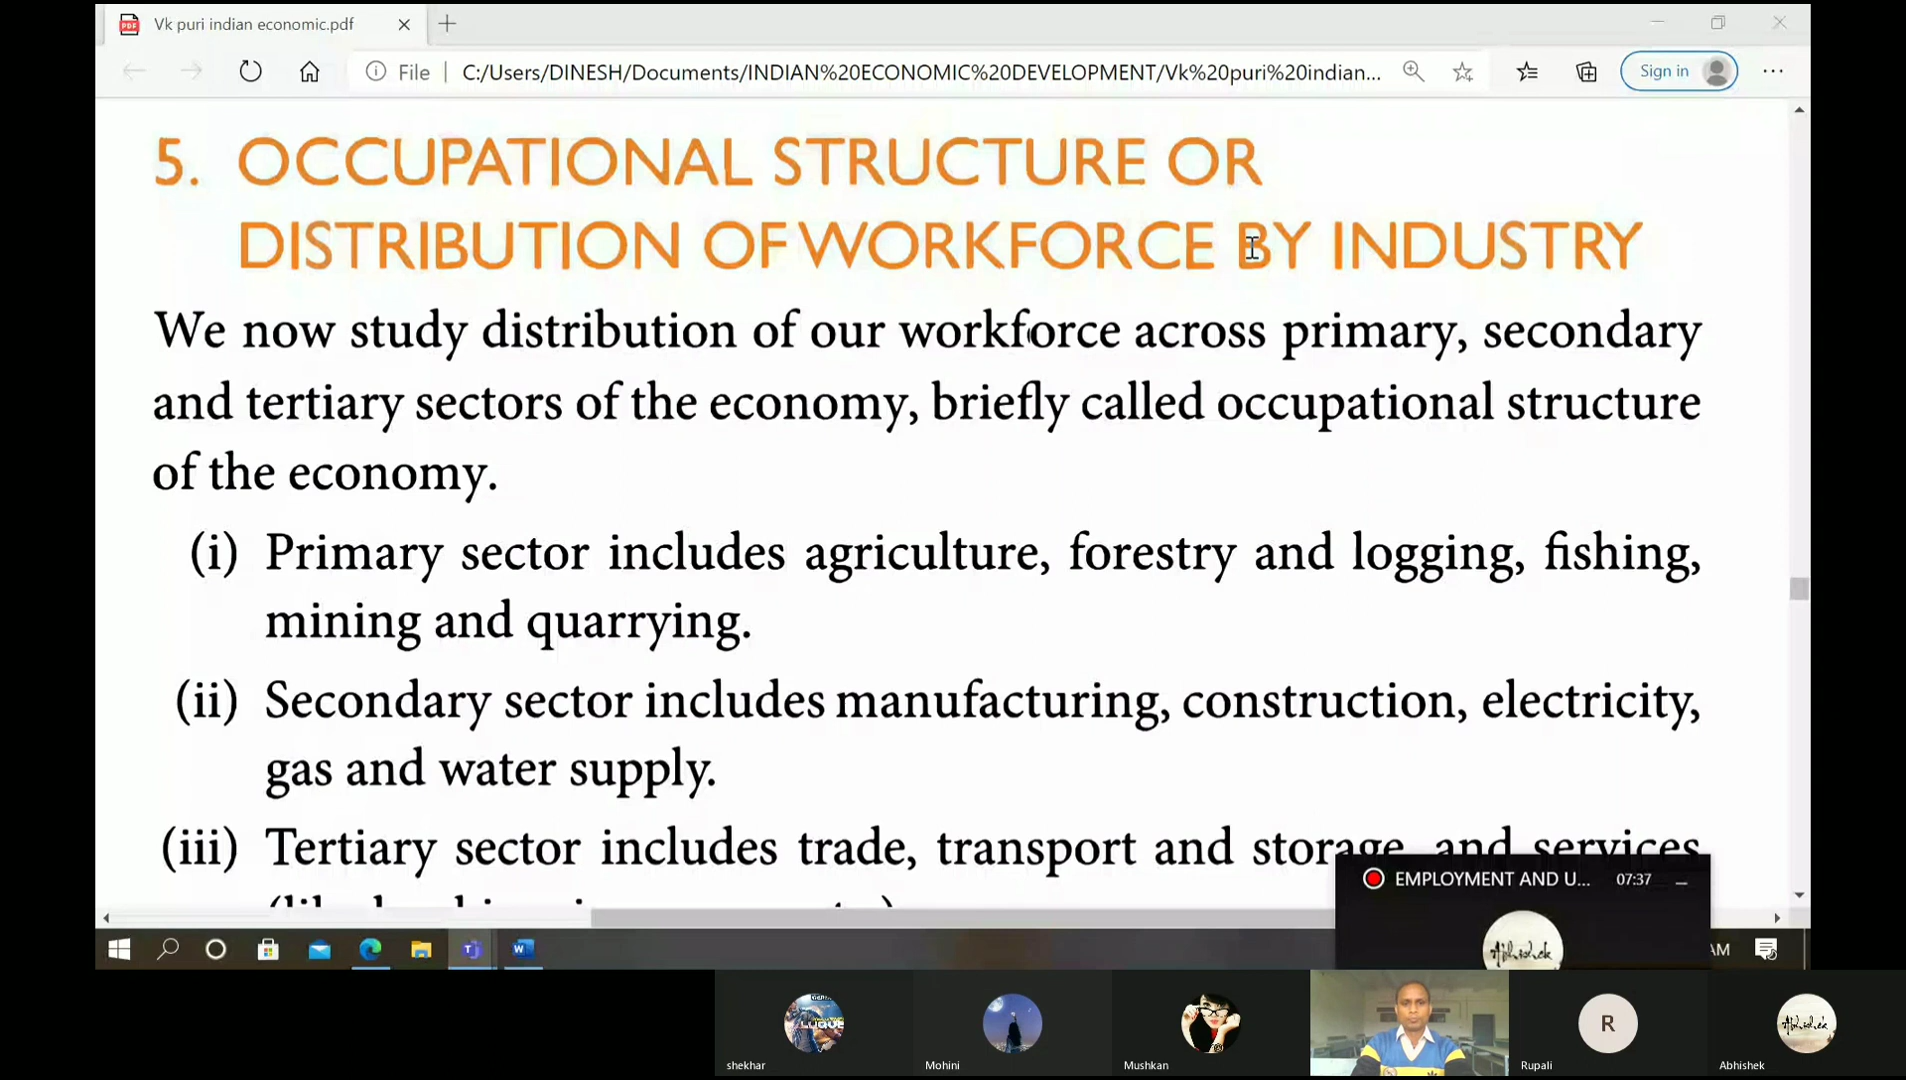 Vk puri indian economic.pdf
File
C:/Users/DINESH/Documents/INDIAN%20ECONOMIC%20DEVELOPMENT/Vk%20puri%20indian...
Sign in
5. OCCUPATIONAL STRUCTURE OR
DISTRIBUTION OF WORKFORCE BY INDUSTRY
We now study distribution of our workforce across primary, secondary
and tertiary sectors of the economy, briefly called occupational structure
of the economy.
(i) Primary sector includes agriculture, forestry and logging, fishing,
mining and quarrying.
(ii) Secondary sector includes manufacturing, construction, electricity,
gas and water supply.
(iii) Tertiary sector includes trade, transport and storage, and services
EMPLOYMENT AND U... 07:37
Abhishek
AM
shekhar
Mohini
Mushkan
R
Rupali
Abhishek
Abhishek